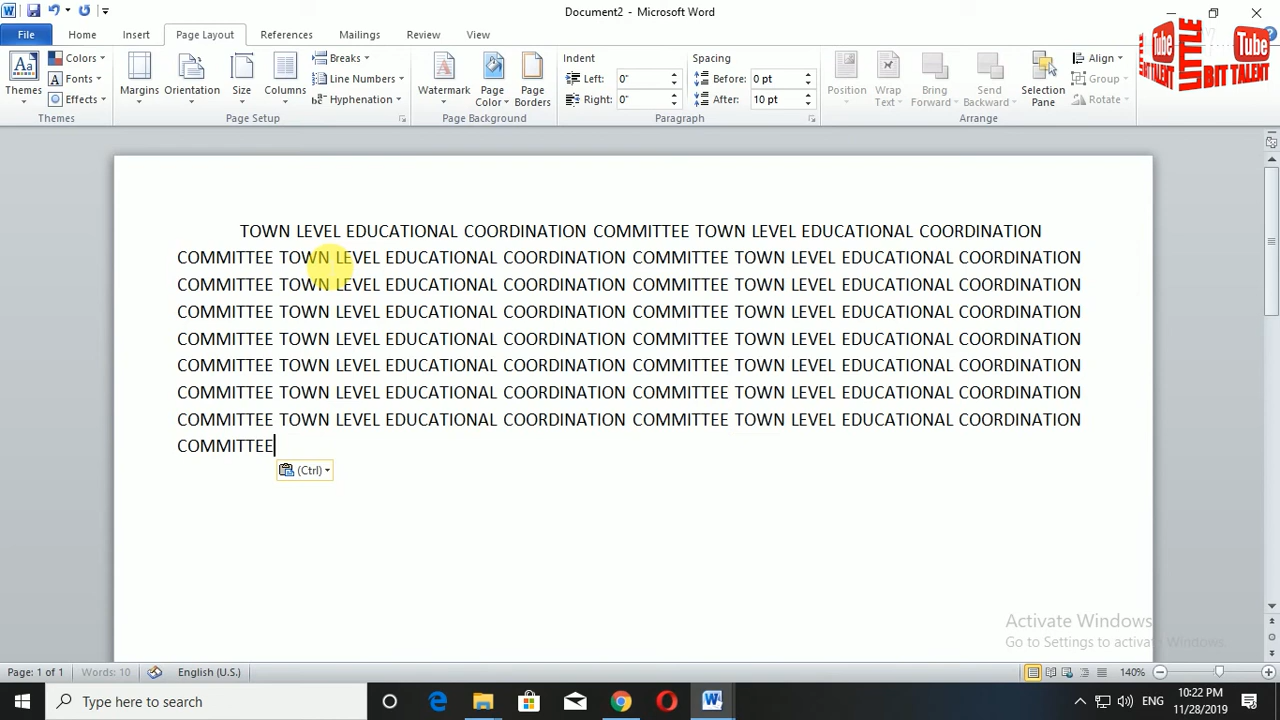 Document2 - Microsoft Word
File Home Insert Page Layout References Mailings Review View
Themes Colors Fonts Effects Themes
Margins Orientation Size Columns Breaks Line Numbers Hyphenation Page Setup
Watermark Page Color Page Borders Page Background
Indent Left: 0" Right: 0" Spacing Before: 0 pt After: 10 pt Paragraph
Position Wrap Text Bring Forward Send Backward Selection Pane Align Group Rotate Arrange
Tube LITTLE BIT TALENT Tube
TOWN LEVEL EDUCATIONAL COORDINATION COMMITTEE TOWN LEVEL EDUCATIONAL COORDINATION
COMMITTEE TOWN LEVEL EDUCATIONAL COORDINATION COMMITTEE TOWN LEVEL EDUCATIONAL COORDINATION
COMMITTEE TOWN LEVEL EDUCATIONAL COORDINATION COMMITTEE TOWN LEVEL EDUCATIONAL COORDINATION
COMMITTEE TOWN LEVEL EDUCATIONAL COORDINATION COMMITTEE TOWN LEVEL EDUCATIONAL COORDINATION
COMMITTEE TOWN LEVEL EDUCATIONAL COORDINATION COMMITTEE TOWN LEVEL EDUCATIONAL COORDINATION
COMMITTEE TOWN LEVEL EDUCATIONAL COORDINATION COMMITTEE TOWN LEVEL EDUCATIONAL COORDINATION
COMMITTEE TOWN LEVEL EDUCATIONAL COORDINATION COMMITTEE TOWN LEVEL EDUCATIONAL COORDINATION
COMMITTEE TOWN LEVEL EDUCATIONAL COORDINATION COMMITTEE TOWN LEVEL EDUCATIONAL COORDINATION
COMMITTEE
(Ctrl)
Activate Windows
Go to Settings to activate Windows.
Page: 1 of 1 Words: 10 English (U.S.) 140%
Type here to search ENG 10:22 PM
11/28/2019